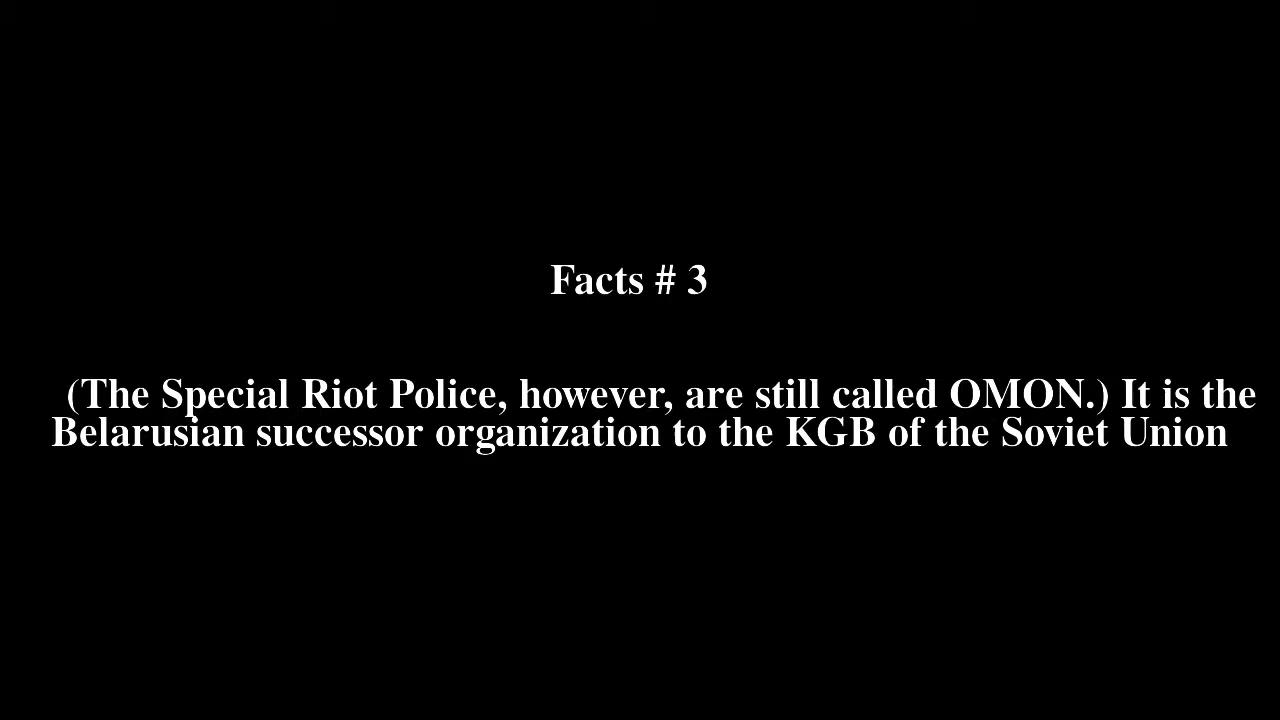 Facts # 3
(The Special Riot Police, however, are still called OMON.) It is the
Belarusian successor organization to the KGB of the Soviet Union